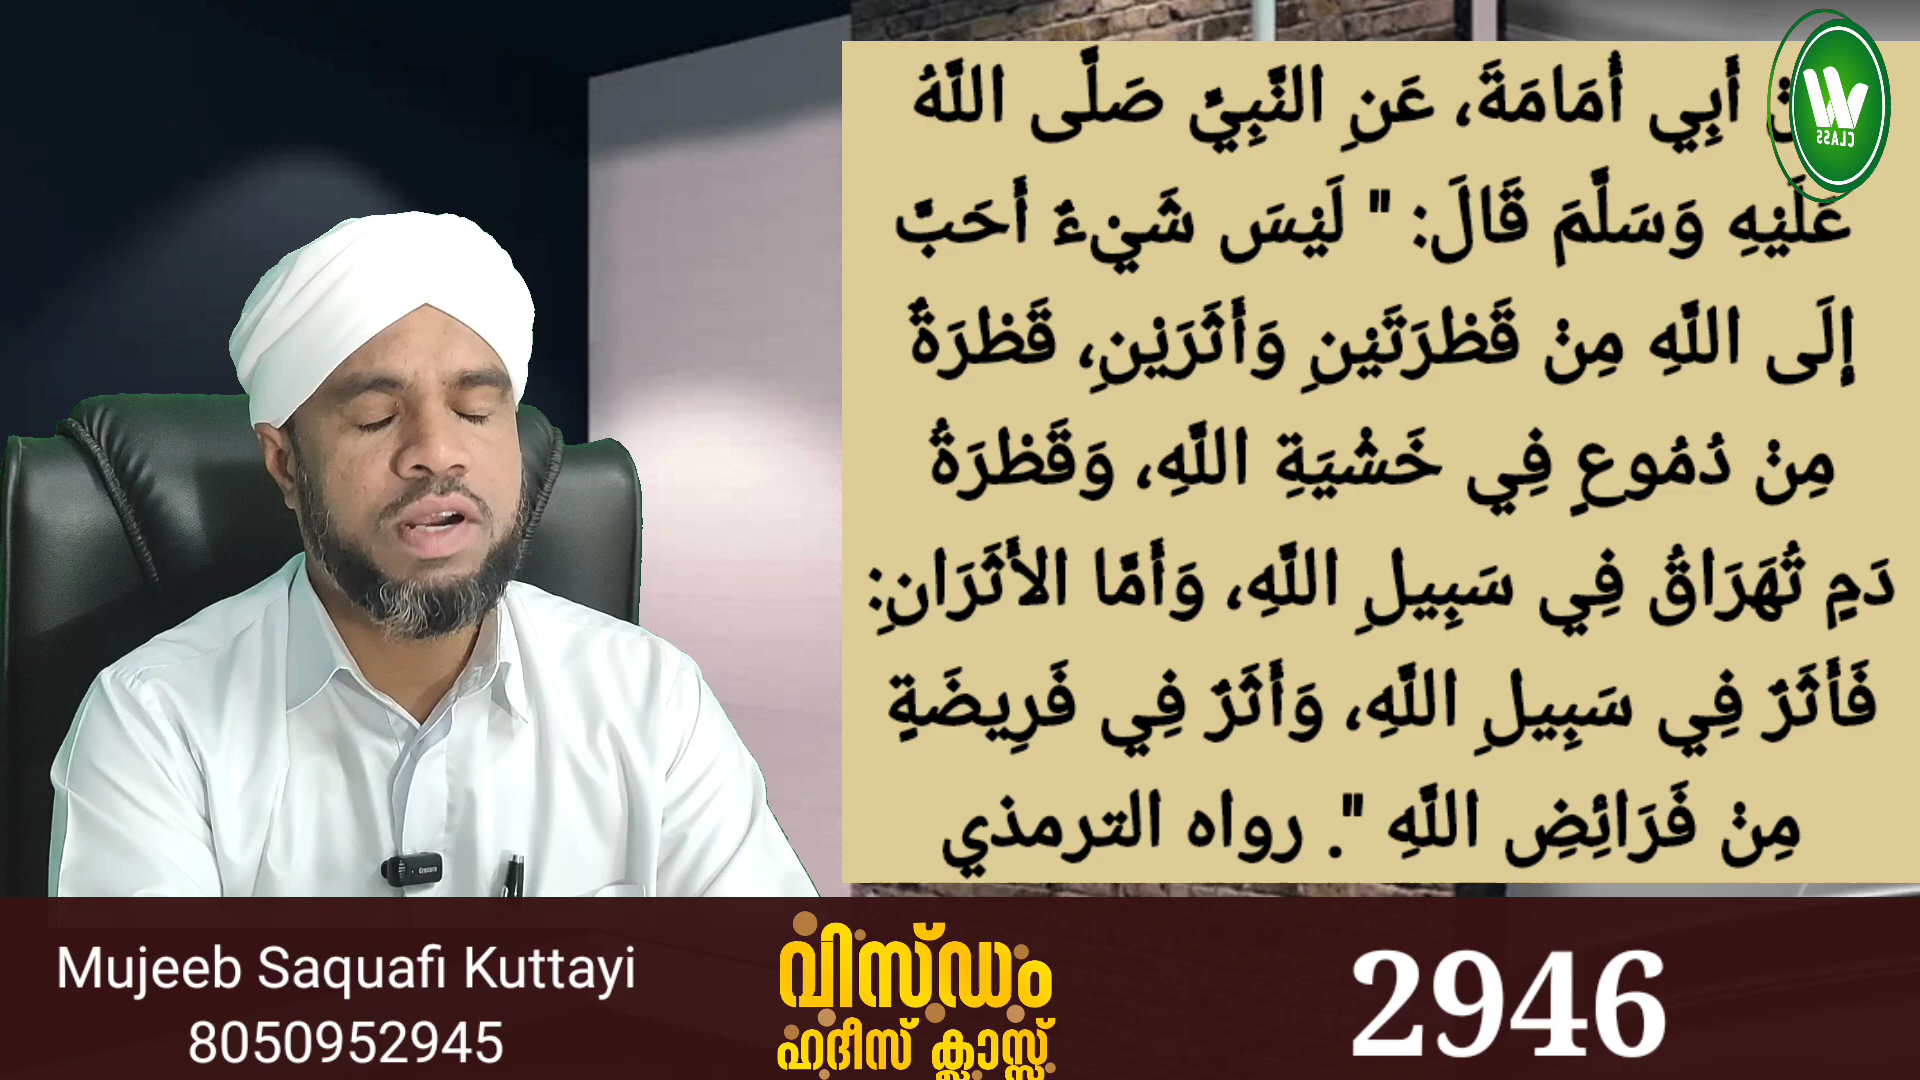 أَبِي أُمَامَةَ، عَنِ النَّبِيِّ صَلَّى اللَّهُ
عَلَيْهِ وَسَلَّمَ قَالَ: " لَيْسَ شَيْءٌ أَحَبَّ
إِلَى اللَّهِ مِنْ قَطْرَتَيْنِ وَأَثَرَيْنِ، قَطْرَةٌ
مِنْ دُمُوعٍ فِي خَشْيَةِ اللَّهِ، وَقَطْرَةُ
دَمٍ تُهَرَاقُ فِي سَبِيلِ اللَّهِ، وَأَمَّا الأَثَرَانِ:
فَأَثَرٌ فِي سَبِيلِ اللَّهِ، وَأَثَرٌ فِي فَرِيضَةٍ
مِنْ فَرَائِضِ اللَّهِ ". رواه الترمذي
W
CLASS
Mujeeb Saquafi Kuttayi
8050952945
വിസ്ഡം
ഹദീസ് ക്ലാസ്സ്
2946